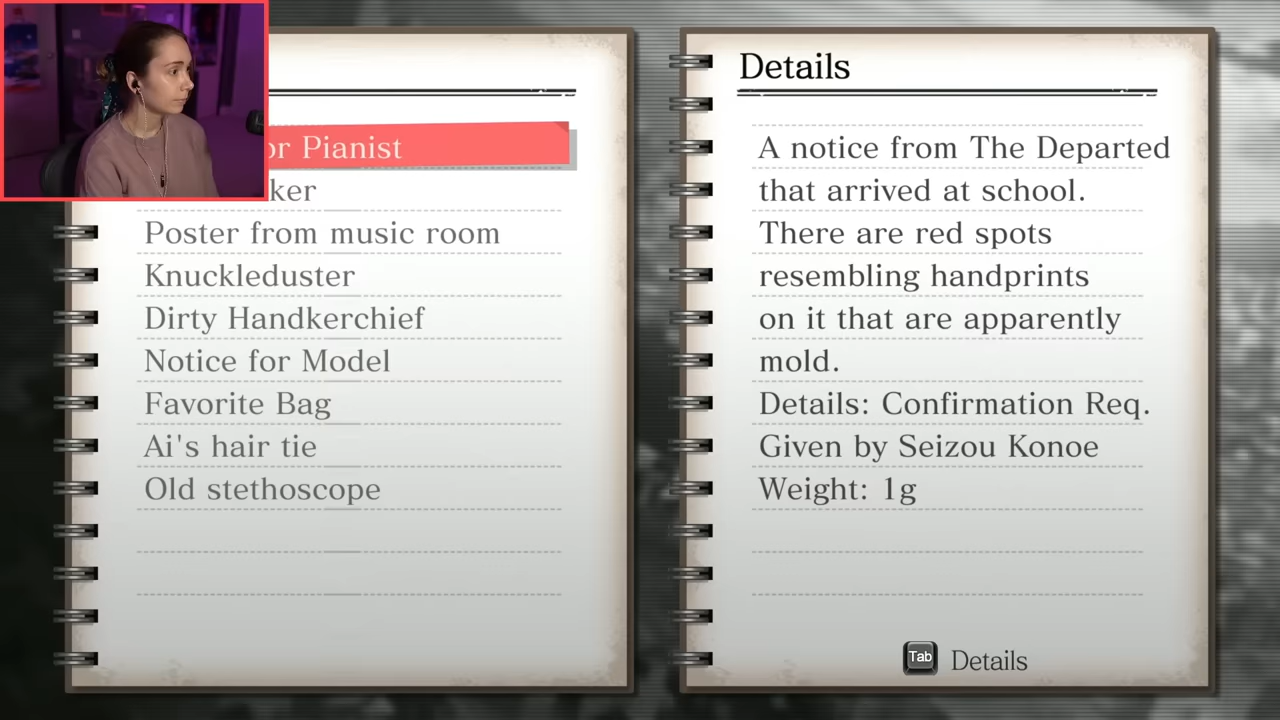 or Pianist
ker
Poster from music room
Knuckleduster
Dirty Handkerchief
Notice for Model
Favorite Bag
Ai's hair tie
Old stethoscope
Details
A notice from The Departed
that arrived at school.
There are red spots
resembling handprints
on it that are apparently
mold.
Details: Confirmation Req.
Given by Seizou Konoe
Weight: 1g
Tab Details